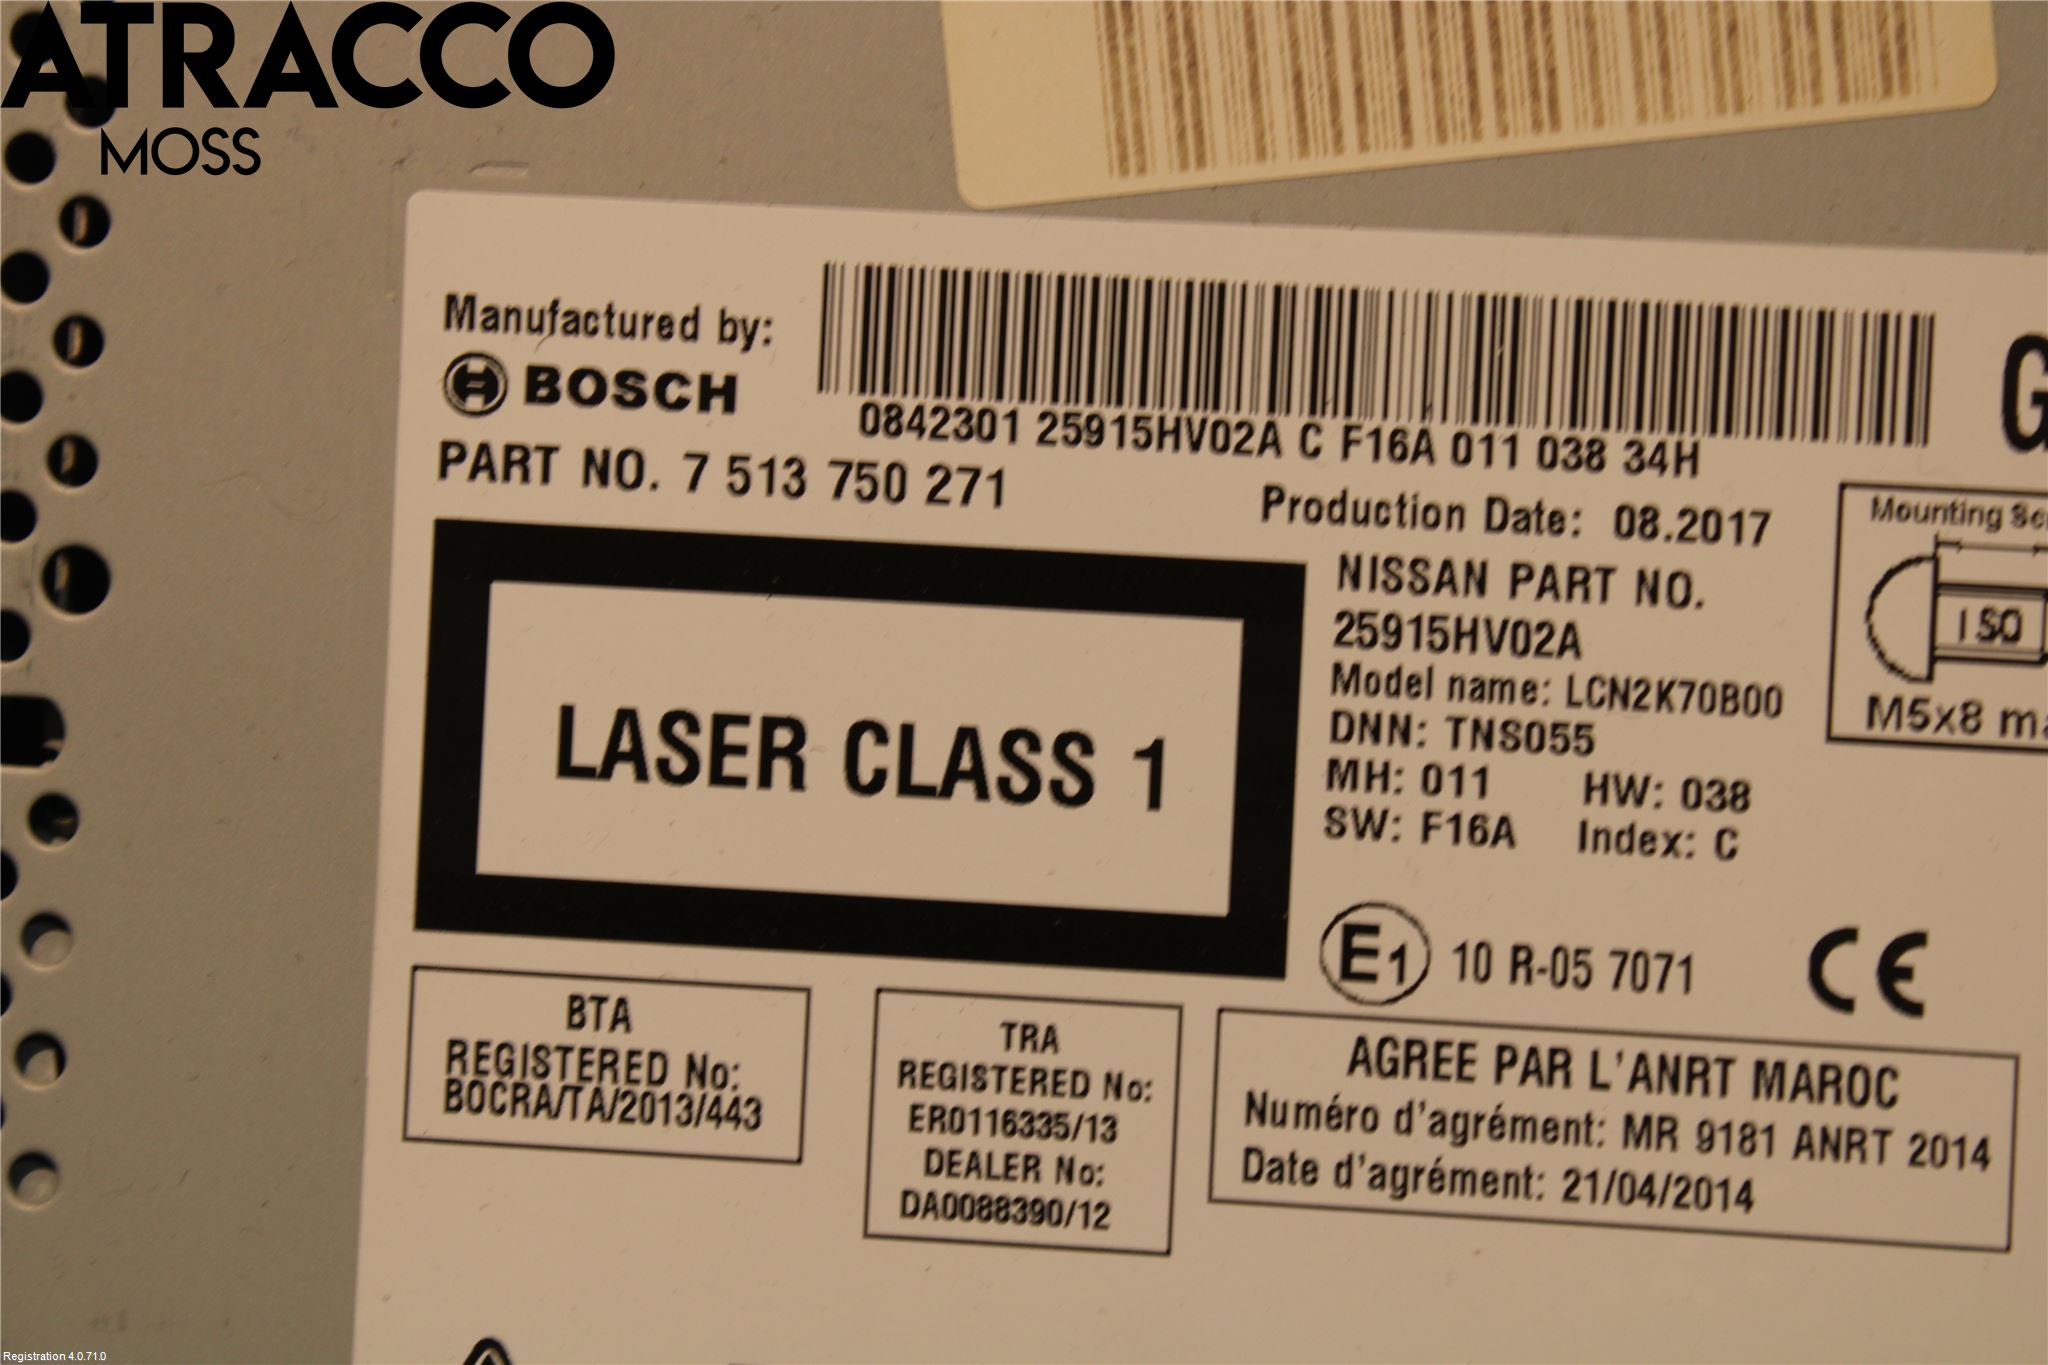 ATRACCO
MOSS
Manufactured by:
BOSCH
0842301 25915HV02A C F16A 011 038 34H
PART NO. 7 513 750 271
Production Date: 08.2017
NISSAN PART NO.
25915HV02A
Model name: LCN2K70B00
DNN: TNS055
MH: 011 HW: 038
SW: F16A Index: C
Mounting
ISO
M5x8
LASER CLASS 1
E1 10 R-05 7071 CE
BTA
REGISTERED No:
BOCRA/TA/2013/443
TRA
REGISTERED No:
ER0116335/13
DEALER No:
DA0088390/12
AGREE PAR L'ANRT MAROC
Numéro d'agrément: MR 9181 ANRT 2014
Date d'agrément: 21/04/2014
Registration 4.0.71.0